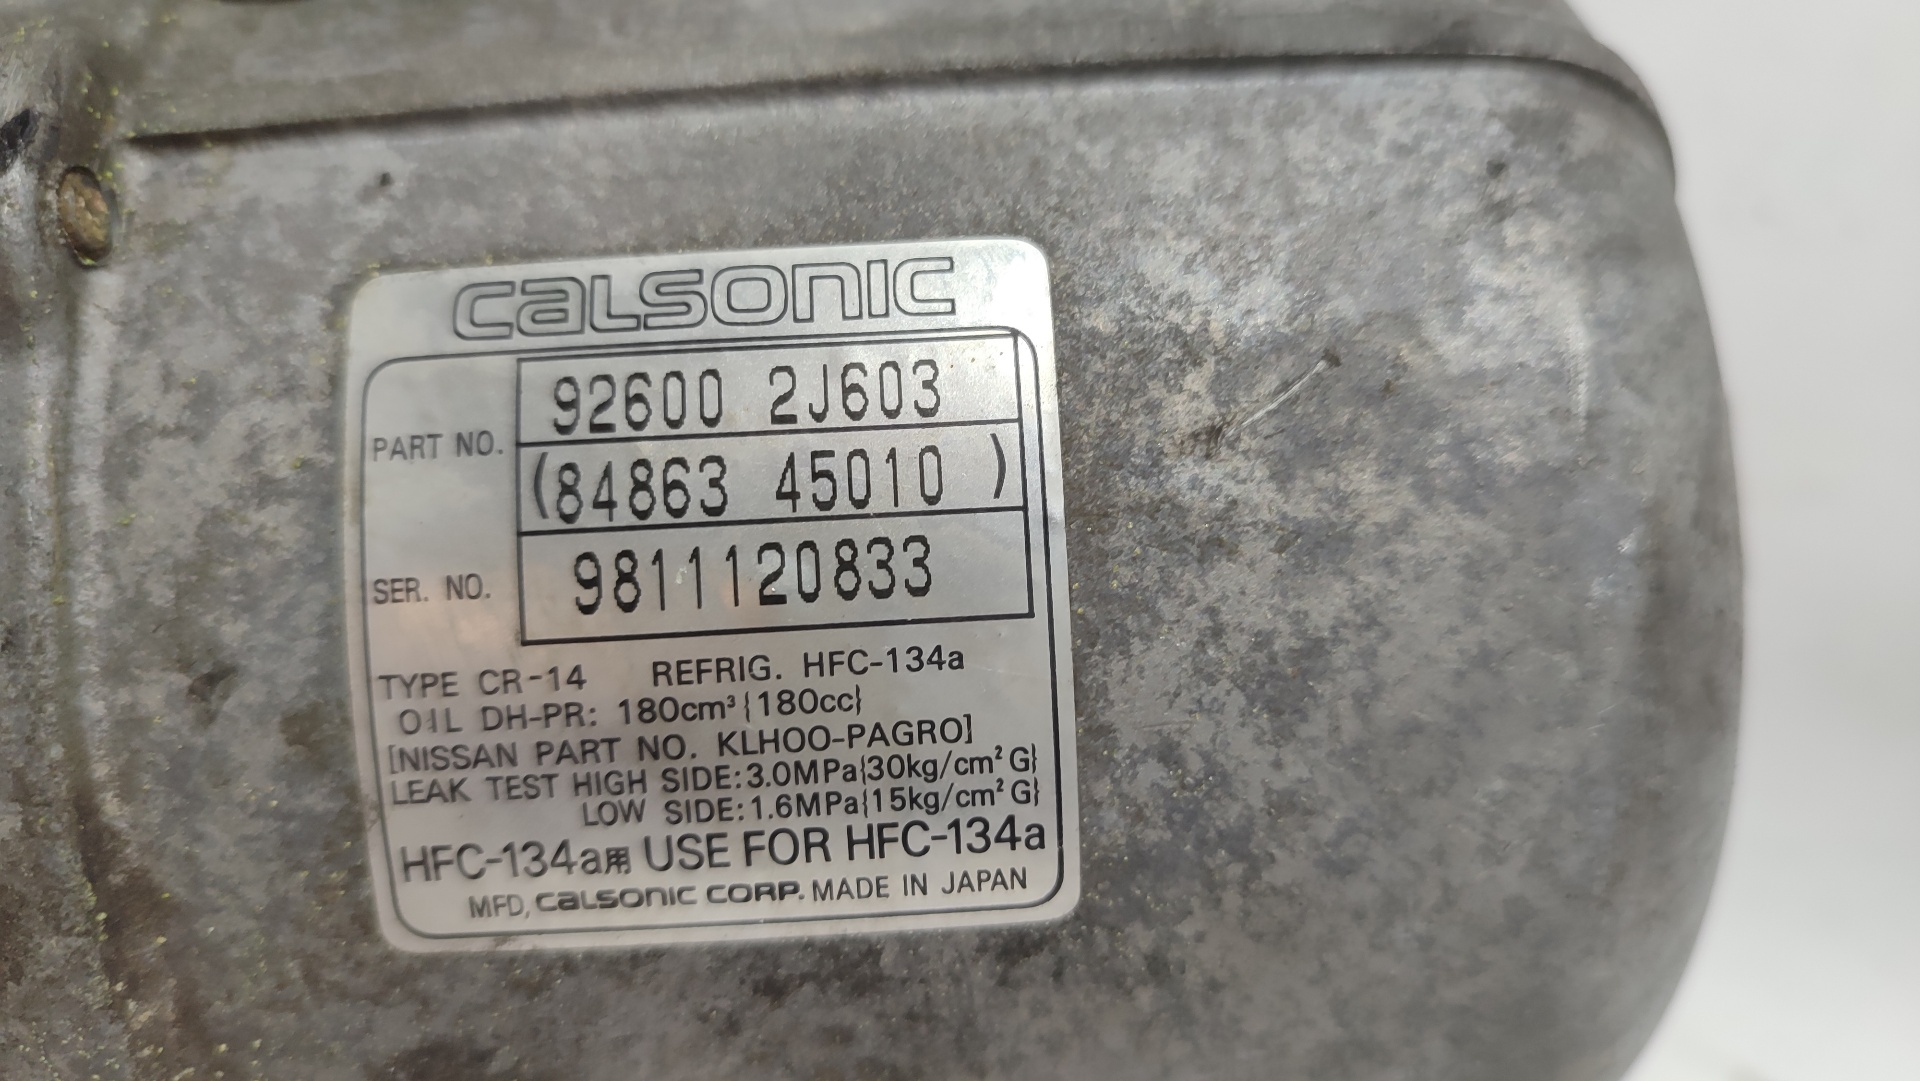 CALSONIC
PART NO. 92600 2J603
(84863 45010 )
SER. NO. 9811120833
TYPE CR-14 REFRIG. HFC-134a
OIL DH-PR: 180cm³{180cc}
[NISSAN PART NO. KLH00-PAGR0]
LEAK TEST HIGH SIDE:3.0MPa{30kg/cm² G}
LOW SIDE:1.6MPa{15kg/cm² G}
HFC-134a用 USE FOR HFC-134a
MFD, CALSONIC CORP. MADE IN JAPAN